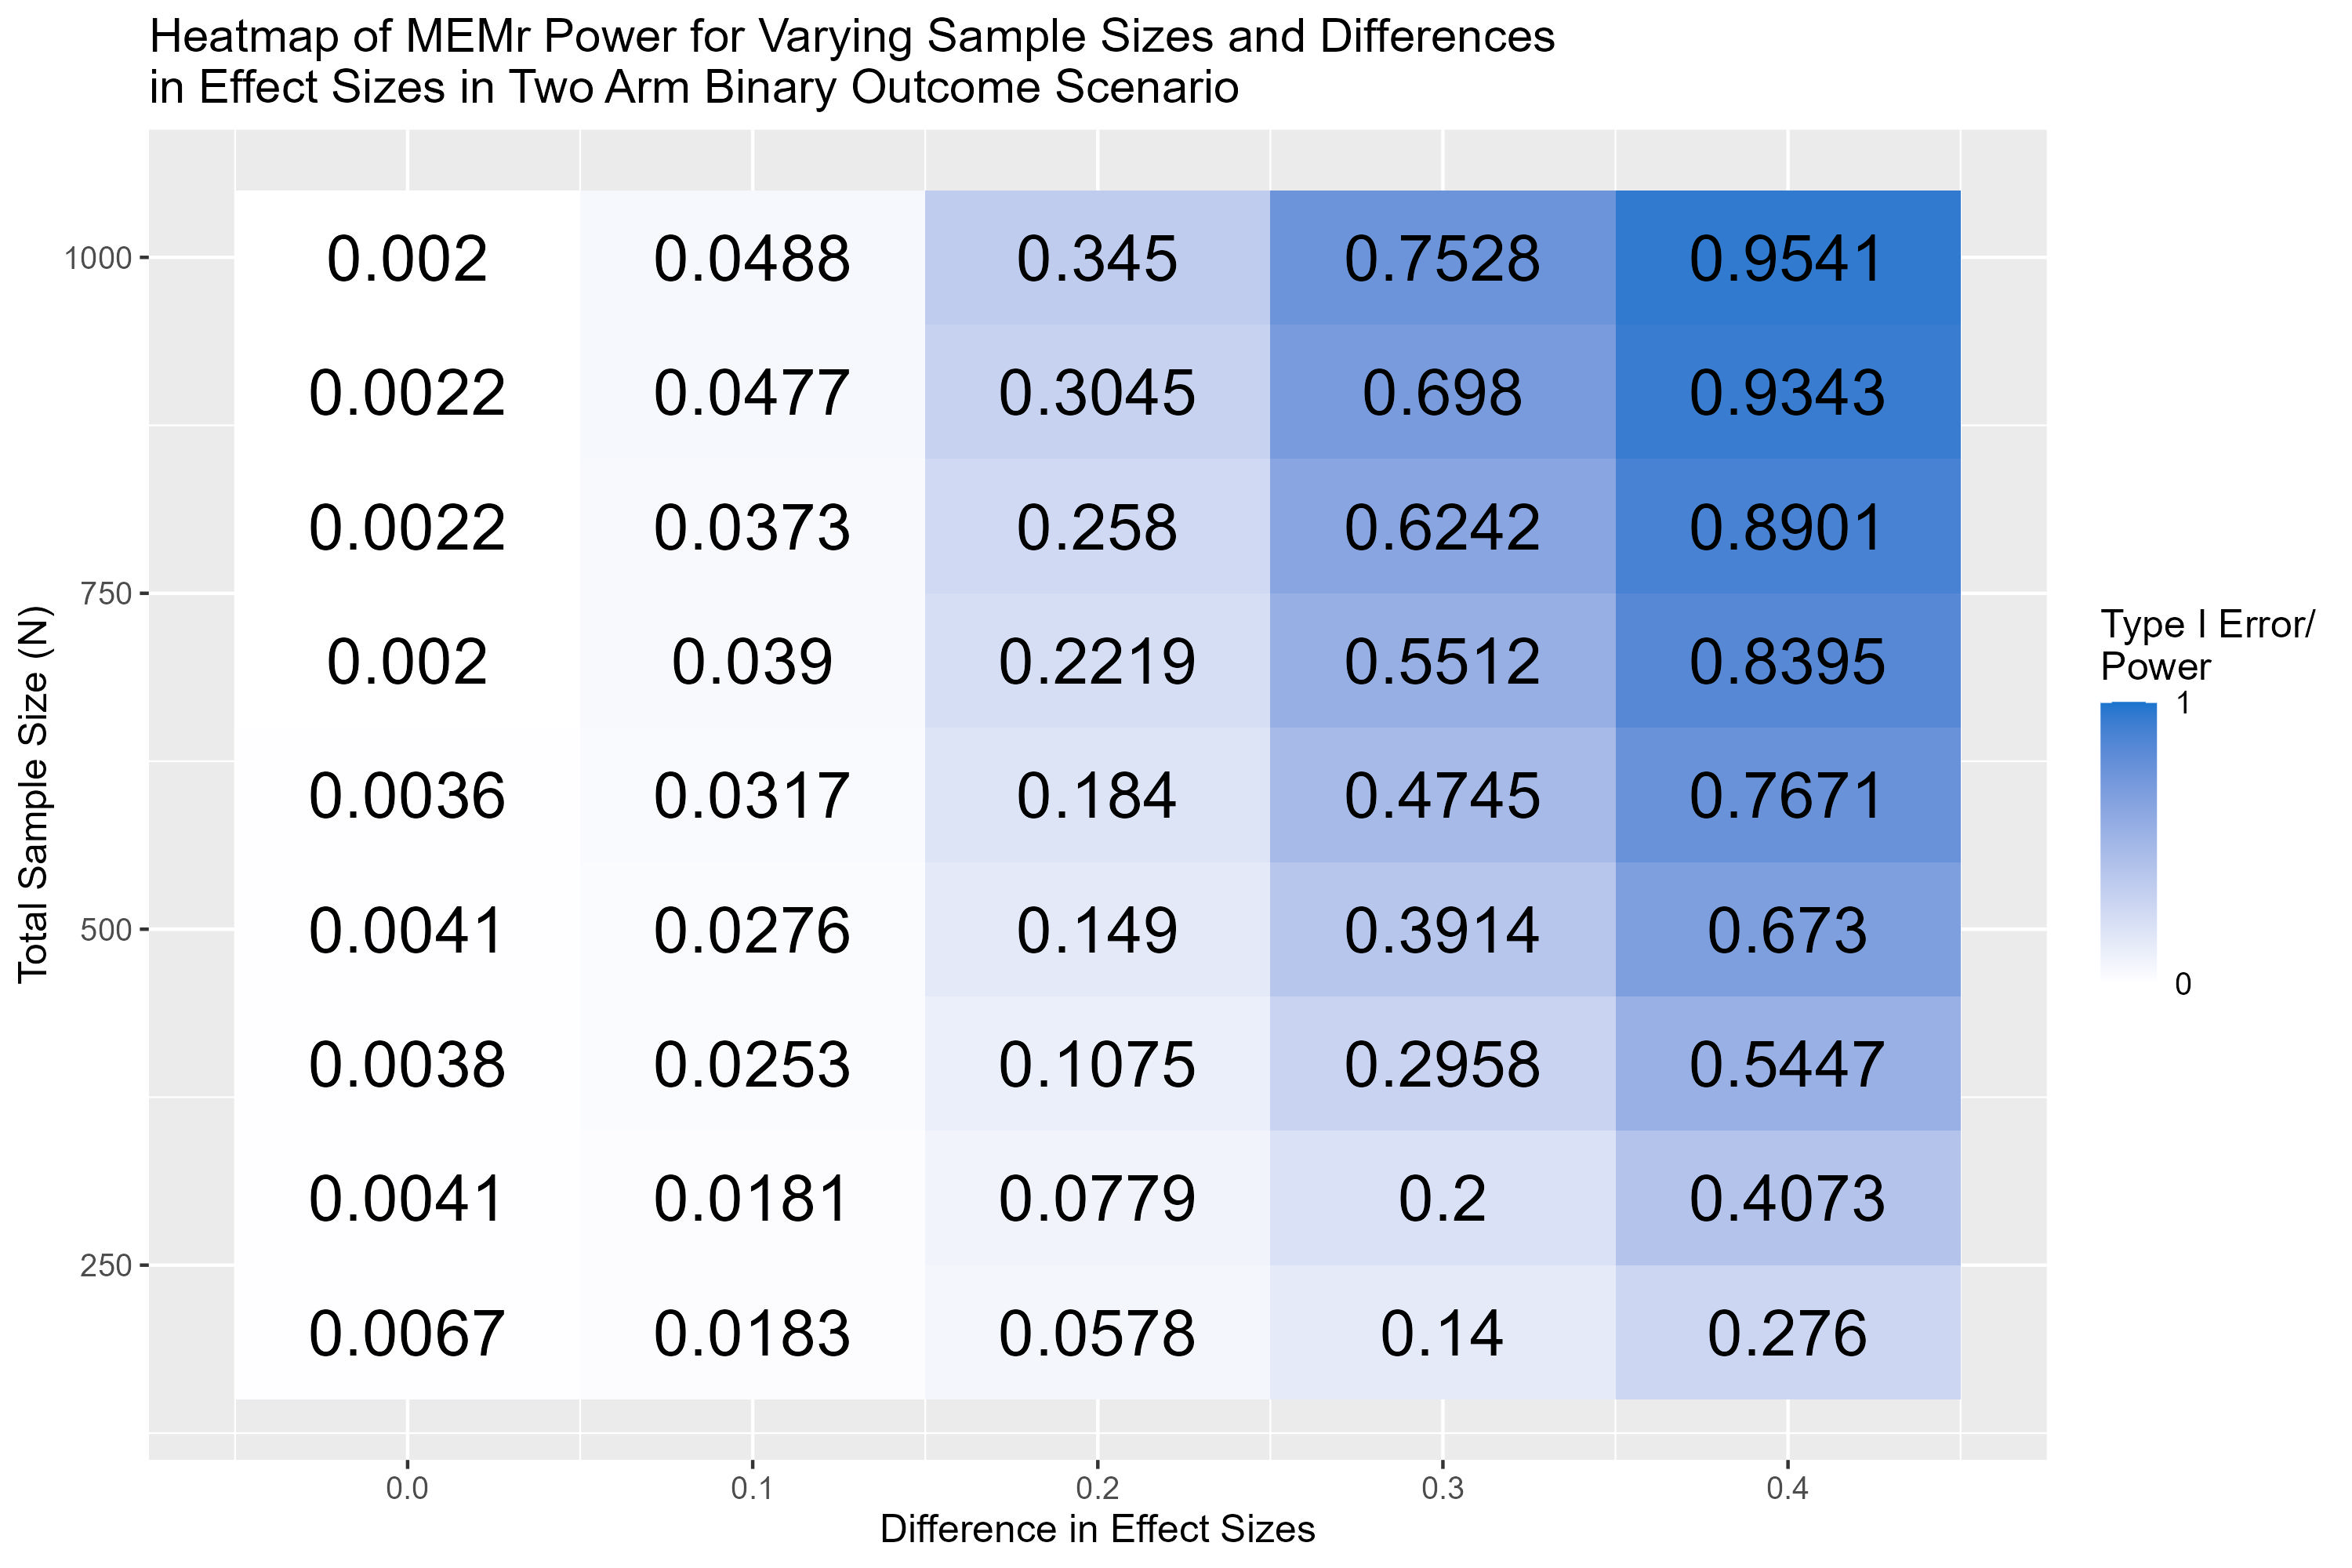 Heatmap of MEMr Power for Varying Sample Sizes and Differences
in Effect Sizes in Two Arm Binary Outcome Scenario
Total Sample Size (N)
1000
750
500
250
0.002 0.0488 0.345 0.7528 0.9541
0.0022 0.0477 0.3045 0.698 0.9343
0.0022 0.0373 0.258 0.6242 0.8901
0.002 0.039 0.2219 0.5512 0.8395
0.0036 0.0317 0.184 0.4745 0.7671
0.0041 0.0276 0.149 0.3914 0.673
0.0038 0.0253 0.1075 0.2958 0.5447
0.0041 0.0181 0.0779 0.2 0.4073
0.0067 0.0183 0.0578 0.14 0.276
0.0 0.1 0.2 0.3 0.4
Difference in Effect Sizes
Type I Error/
Power
1
0